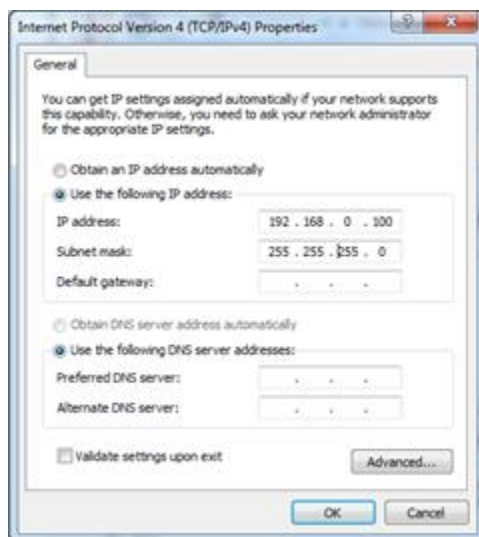 Internet Protocol Version 4 (TCP/IPv4) Properties
General
You can get IP settings assigned automatically if your network supports
this capability. Otherwise, you need to ask your network administrator
for the appropriate IP settings.
Obtain an IP address automatically
Use the following IP address:
IP address: 192 . 168 . 0 . 100
Subnet mask: 255 . 255 . 255 . 0
Default gateway: . . .
Obtain DNS server address automatically
Use the following DNS server addresses:
Preferred DNS server: . . .
Alternate DNS server: . . .
Validate settings upon exit
Advanced...
OK Cancel